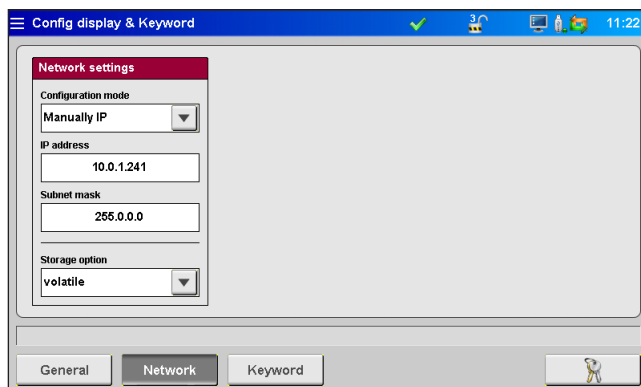 Config display & Keyword
3
11:22
Network settings
Configuration mode
Manually IP
IP address
10.0.1.241
Subnet mask
255.0.0.0
Storage option
volatile
General
Network
Keyword